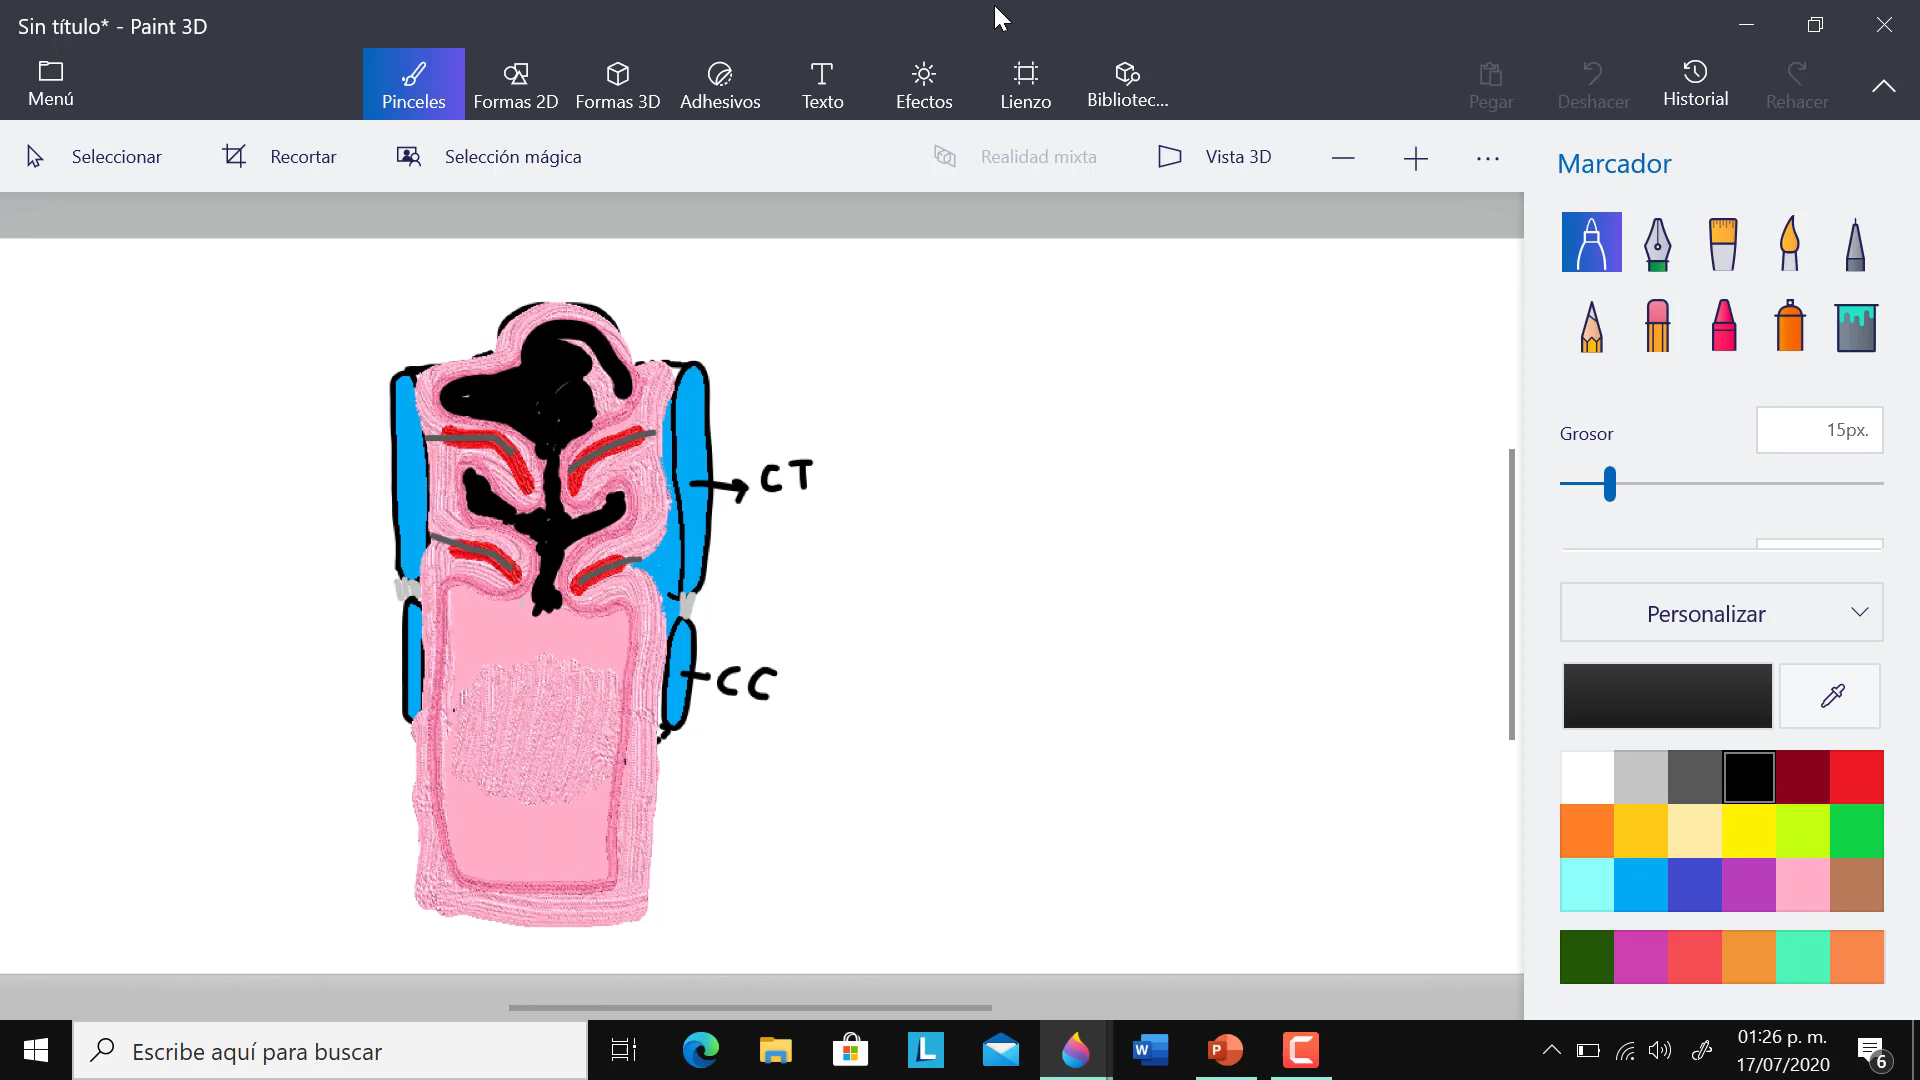 Sin título* - Paint 3D
Menú
Pinceles
Formas 2D
Formas 3D
Adhesivos
Texto
Efectos
Lienzo
Bibliotec...
Pegar
Deshacer
Historial
Rehacer
Seleccionar
Recortar
Selección mágica
Realidad mixta
Vista 3D
Marcador
Grosor
15px.
Personalizar
CT
CC
Escribe aquí para buscar
01:26 p. m.
17/07/2020
6